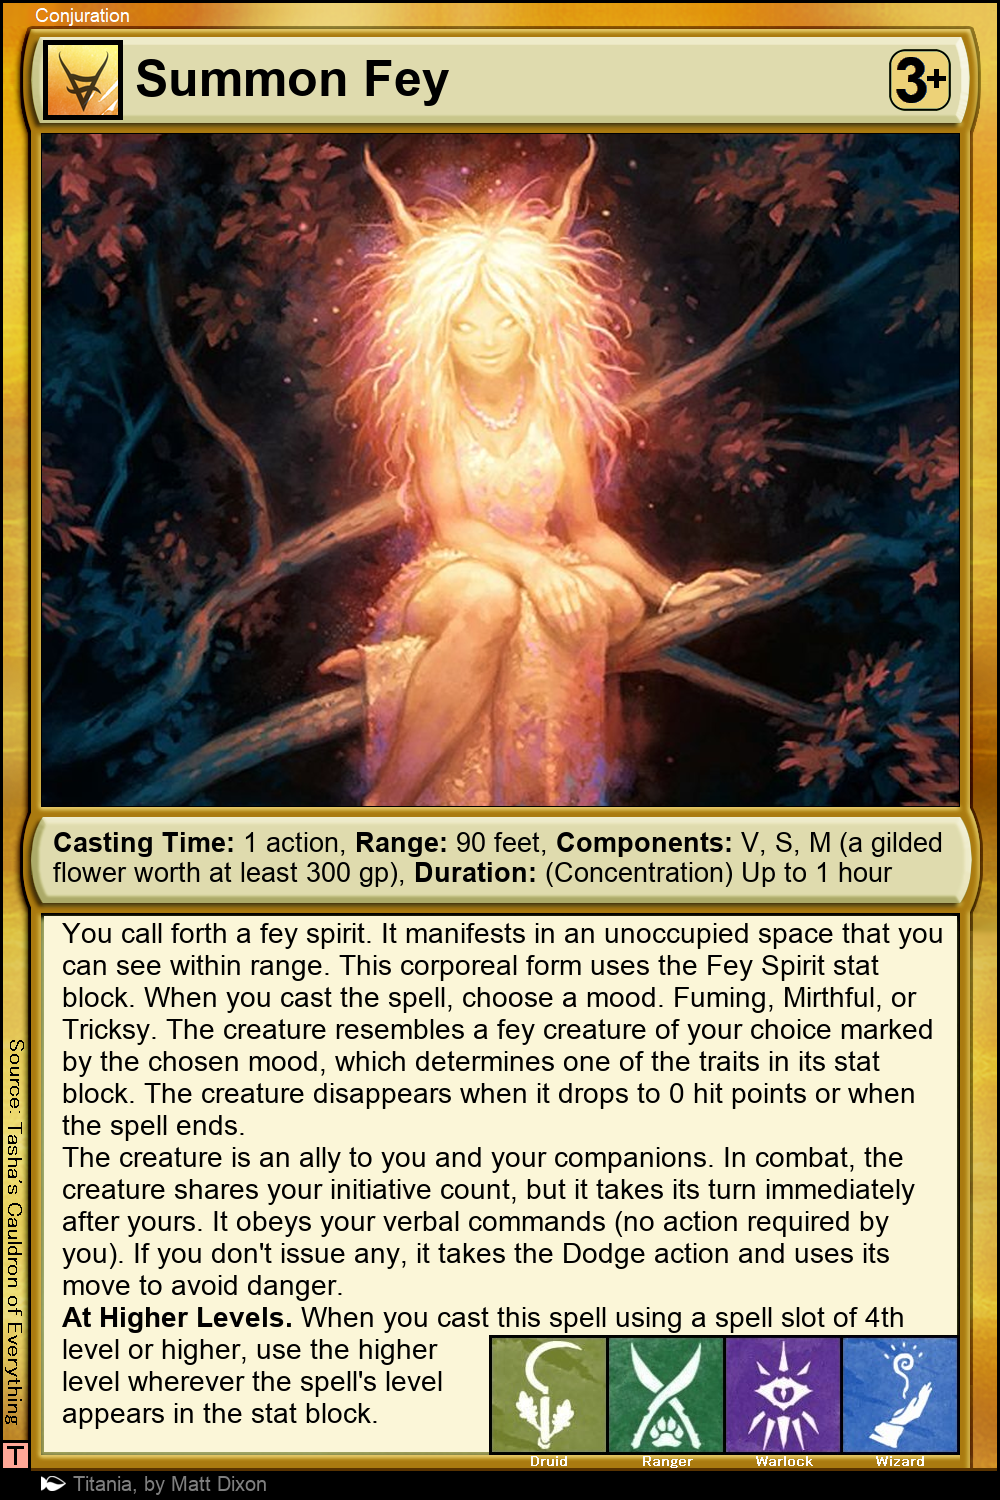 Conjuration
Summon Fey
3+
Casting Time: 1 action, Range: 90 feet, Components: V, S, M (a gilded
flower worth at least 300 gp), Duration: (Concentration) Up to 1 hour
You call forth a fey spirit. It manifests in an unoccupied space that you
can see within range. This corporeal form uses the Fey Spirit stat
block. When you cast the spell, choose a mood. Fuming, Mirthful, or
Tricksy. The creature resembles a fey creature of your choice marked
by the chosen mood, which determines one of the traits in its stat
block. The creature disappears when it drops to 0 hit points or when
the spell ends.
The creature is an ally to you and your companions. In combat, the
creature shares your initiative count, but it takes its turn immediately
after yours. It obeys your verbal commands (no action required by
you). If you don't issue any, it takes the Dodge action and uses its
move to avoid danger.
At Higher Levels. When you cast this spell using a spell slot of 4th
level or higher, use the higher
level wherever the spell's level
appears in the stat block.
Druid
Ranger
Warlock
Wizard
Source: Tasha's Cauldron of Everything
T
Titania, by Matt Dixon